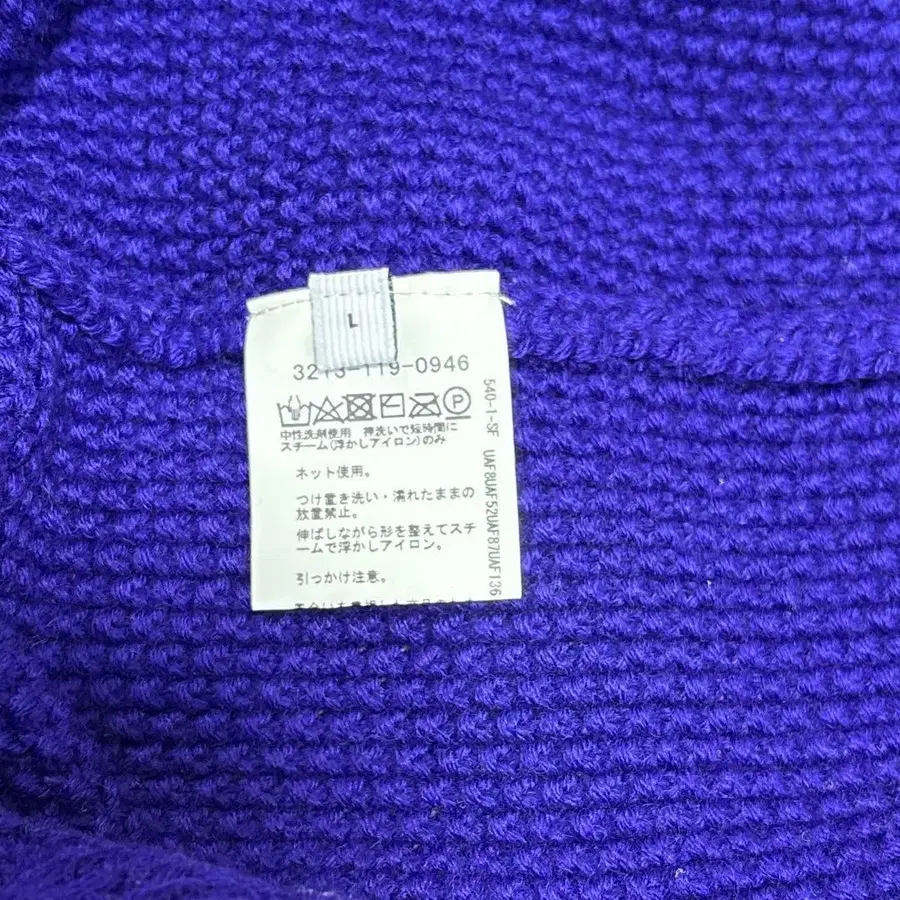 L
3213-119-0946
P
中性洗剤使用 押洗いで短時間に
スチーム(浮かしアイロン)のみ
ネット使用。
つけ置き洗い・濡れたままの
放置禁止。
伸ばしながら形を整えてスチ
ームで浮かしアイロン。
引っかけ注意。
540-1-SF UAF8UAF52UAF87UAF136